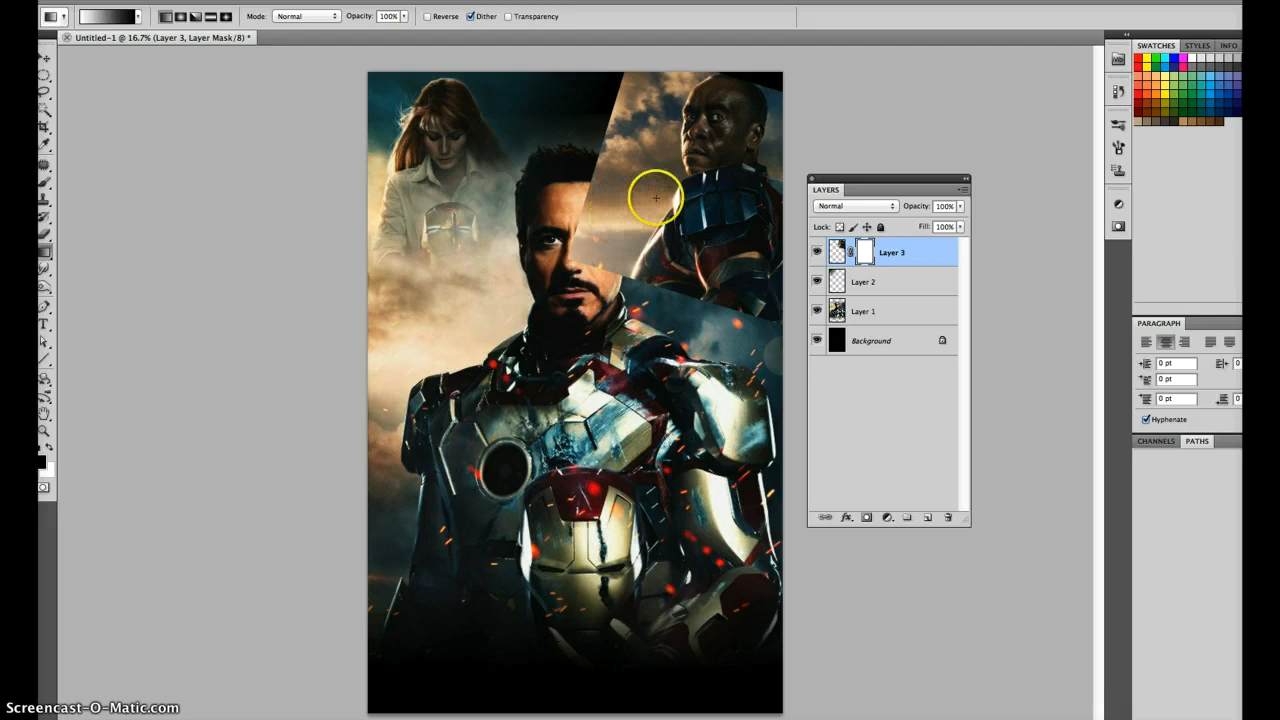 Mode: Normal Opacity: 100% Reverse Dither Transparency
Untitled-1 @ 16.7% (Layer 3, Layer Mask/8) *
SWATCHES STYLES INFO
LAYERS
Normal Opacity: 100%
Lock: Fill: 100%
Layer 3
Layer 2
Layer 1
Background
PARAGRAPH
0 pt 0
0 pt
0 pt 0
Hyphenate
CHANNELS PATHS
Screencast-O-Matic.com